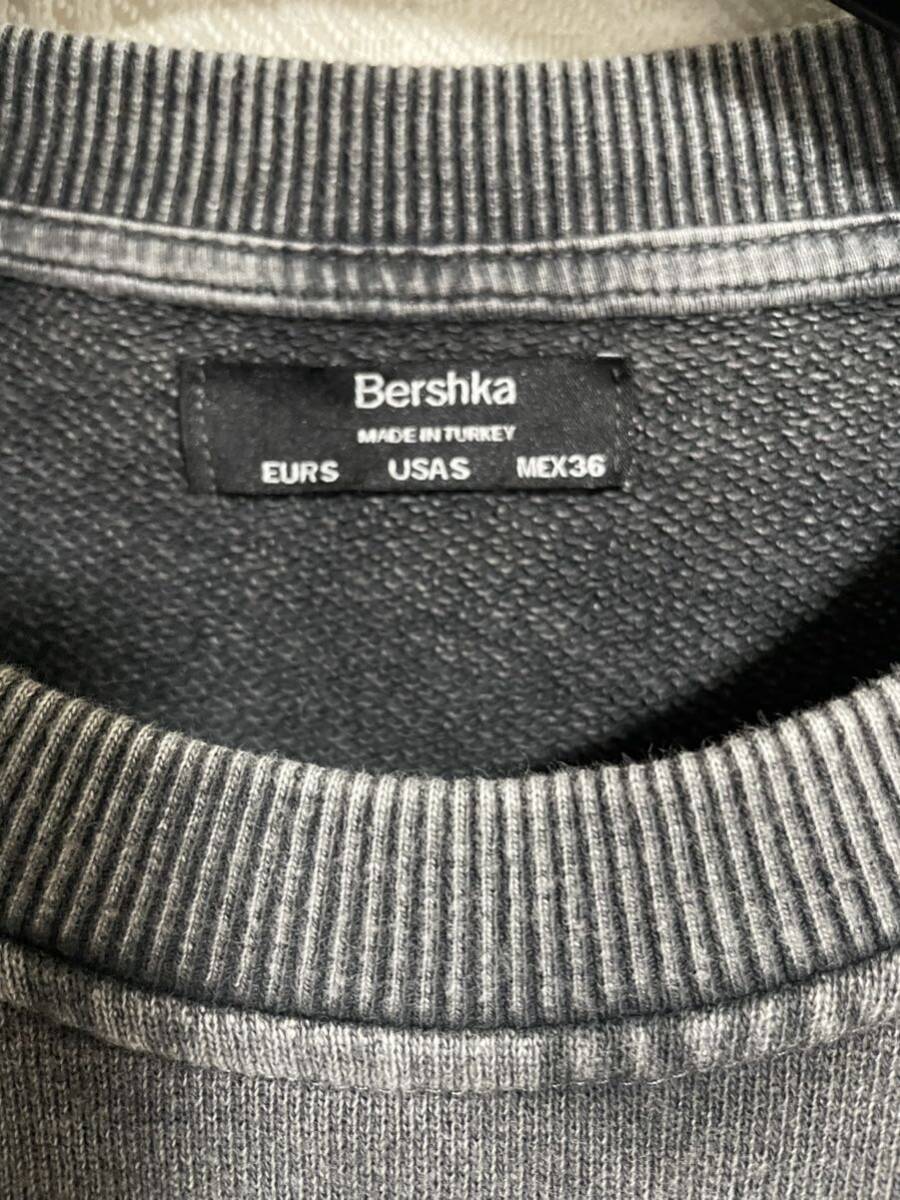 Bershka
MADE IN TURKEY
EUR S USA S MEX 36